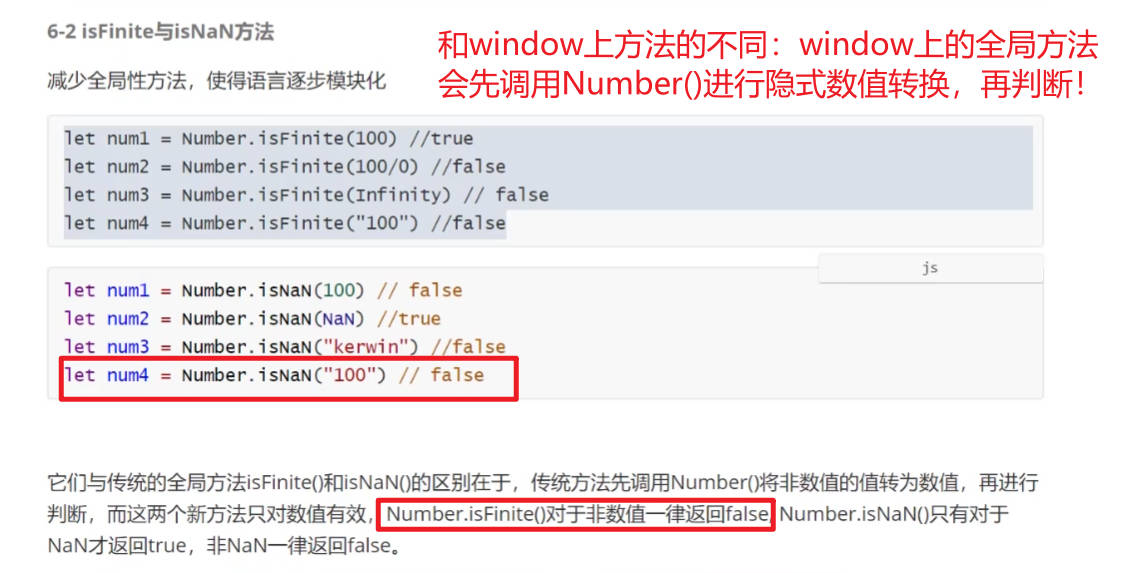 6-2 isFinite与isNaN方法
和window上方法的不同：window上的全局方法
会先调用Number()进行隐式数值转换，再判断！
减少全局性方法，使得语言逐步模块化
let num1 = Number.isFinite(100) //true
let num2 = Number.isFinite(100/0) //false
let num3 = Number.isFinite(Infinity) // false
let num4 = Number.isFinite("100") //false
js
let num1 = Number.isNaN(100) // false
let num2 = Number.isNaN(NaN) //true
let num3 = Number.isNaN("kerwin") //false
let num4 = Number.isNaN("100") // false
它们与传统的全局方法isFinite()和isNaN()的区别在于，传统方法先调用Number()将非数值的值转为数值，再进行
判断，而这两个新方法只对数值有效，Number.isFinite()对于非数值一律返回false, Number.isNaN()只有对于
NaN才返回true，非NaN一律返回false。